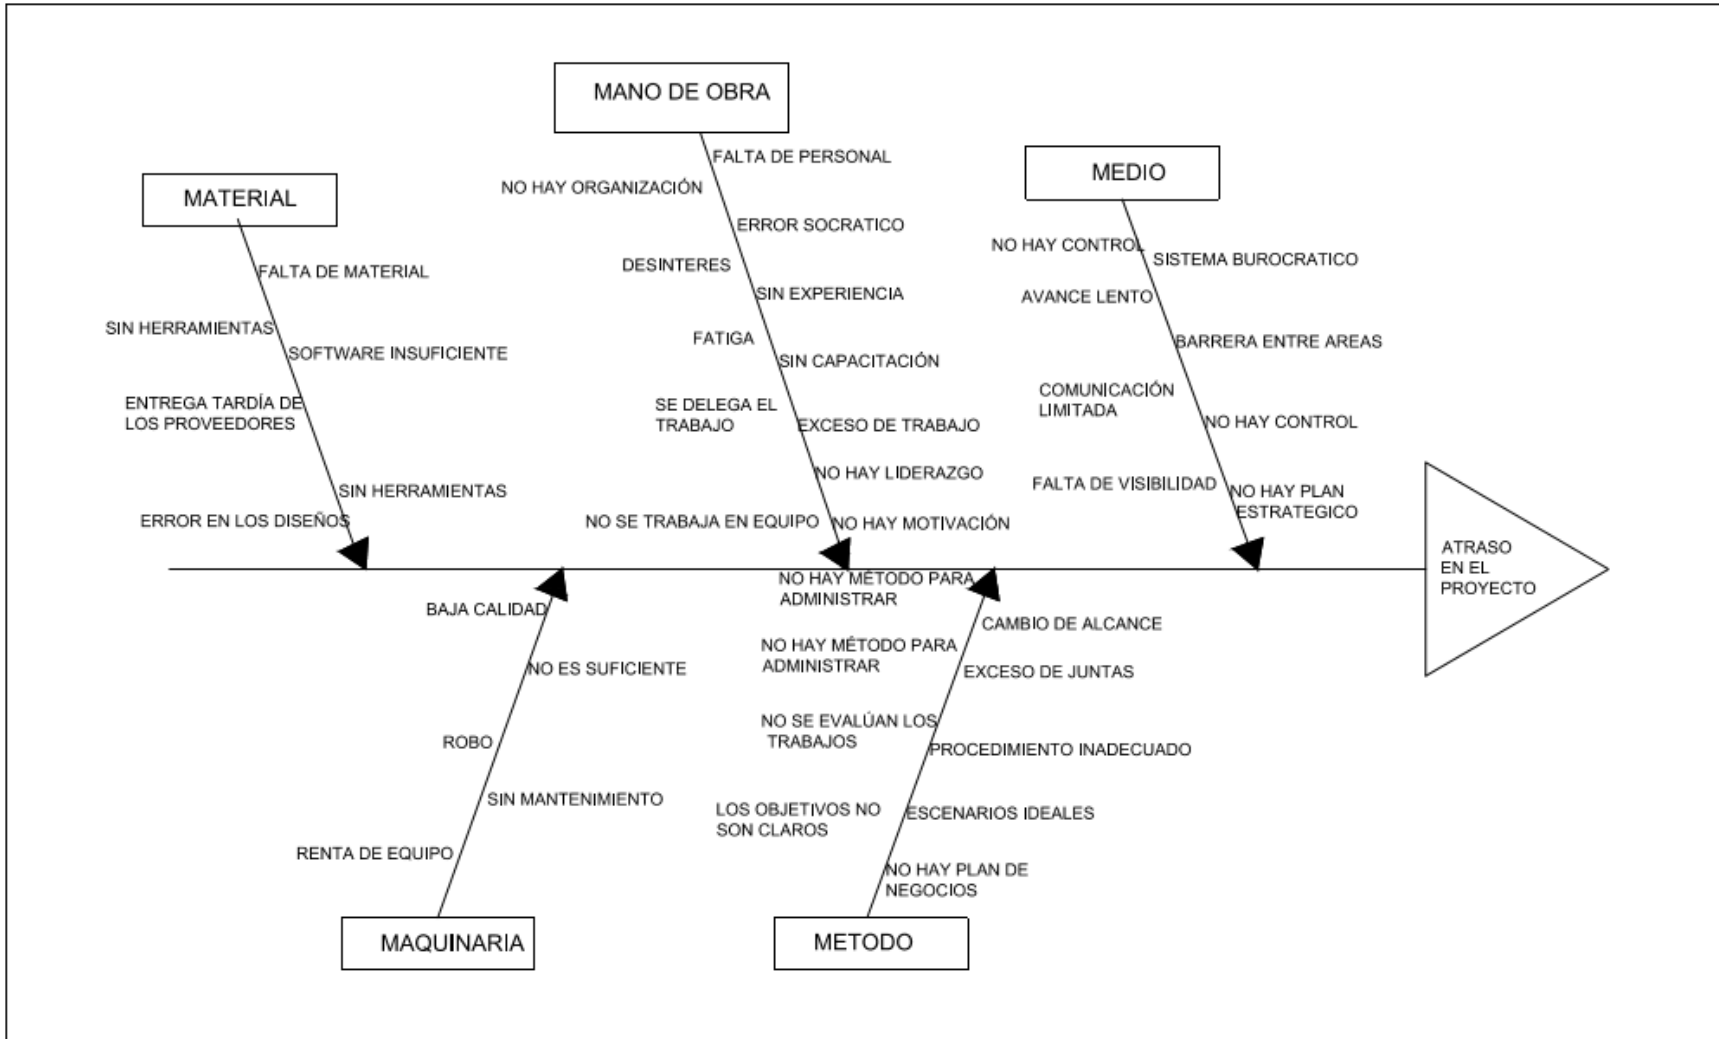 MANO DE OBRA
MEDIO
MATERIAL
FALTA DE MATERIAL
SIN HERRAMIENTAS
SOFTWARE INSUFICIENTE
ENTREGA TARDÍA DE
LOS PROVEEDORES
SIN HERRAMIENTAS
ERROR EN LOS DISEÑOS
FALTA DE PERSONAL
NO HAY ORGANIZACIÓN
ERROR SOCRATICO
DESINTERES
SIN EXPERIENCIA
FATIGA
SIN CAPACITACIÓN
SE DELEGA EL
TRABAJO
EXCESO DE TRABAJO
NO HAY LIDERAZGO
NO SE TRABAJA EN EQUIPO
NO HAY MOTIVACIÓN
NO HAY CONTROL
SISTEMA BUROCRATICO
AVANCE LENTO
BARRERA ENTRE AREAS
COMUNICACIÓN
LIMITADA
NO HAY CONTROL
FALTA DE VISIBILIDAD
NO HAY PLAN
ESTRATEGICO
ATRASO
EN EL
PROYECTO
BAJA CALIDAD
NO ES SUFICIENTE
ROBO
SIN MANTENIMIENTO
RENTA DE EQUIPO
MAQUINARIA
NO HAY MÉTODO PARA
ADMINISTRAR
CAMBIO DE ALCANCE
NO HAY MÉTODO PARA
ADMINISTRAR
EXCESO DE JUNTAS
NO SE EVALÚAN LOS
TRABAJOS
PROCEDIMIENTO INADECUADO
LOS OBJETIVOS NO
SON CLAROS
ESCENARIOS IDEALES
NO HAY PLAN DE
NEGOCIOS
METODO